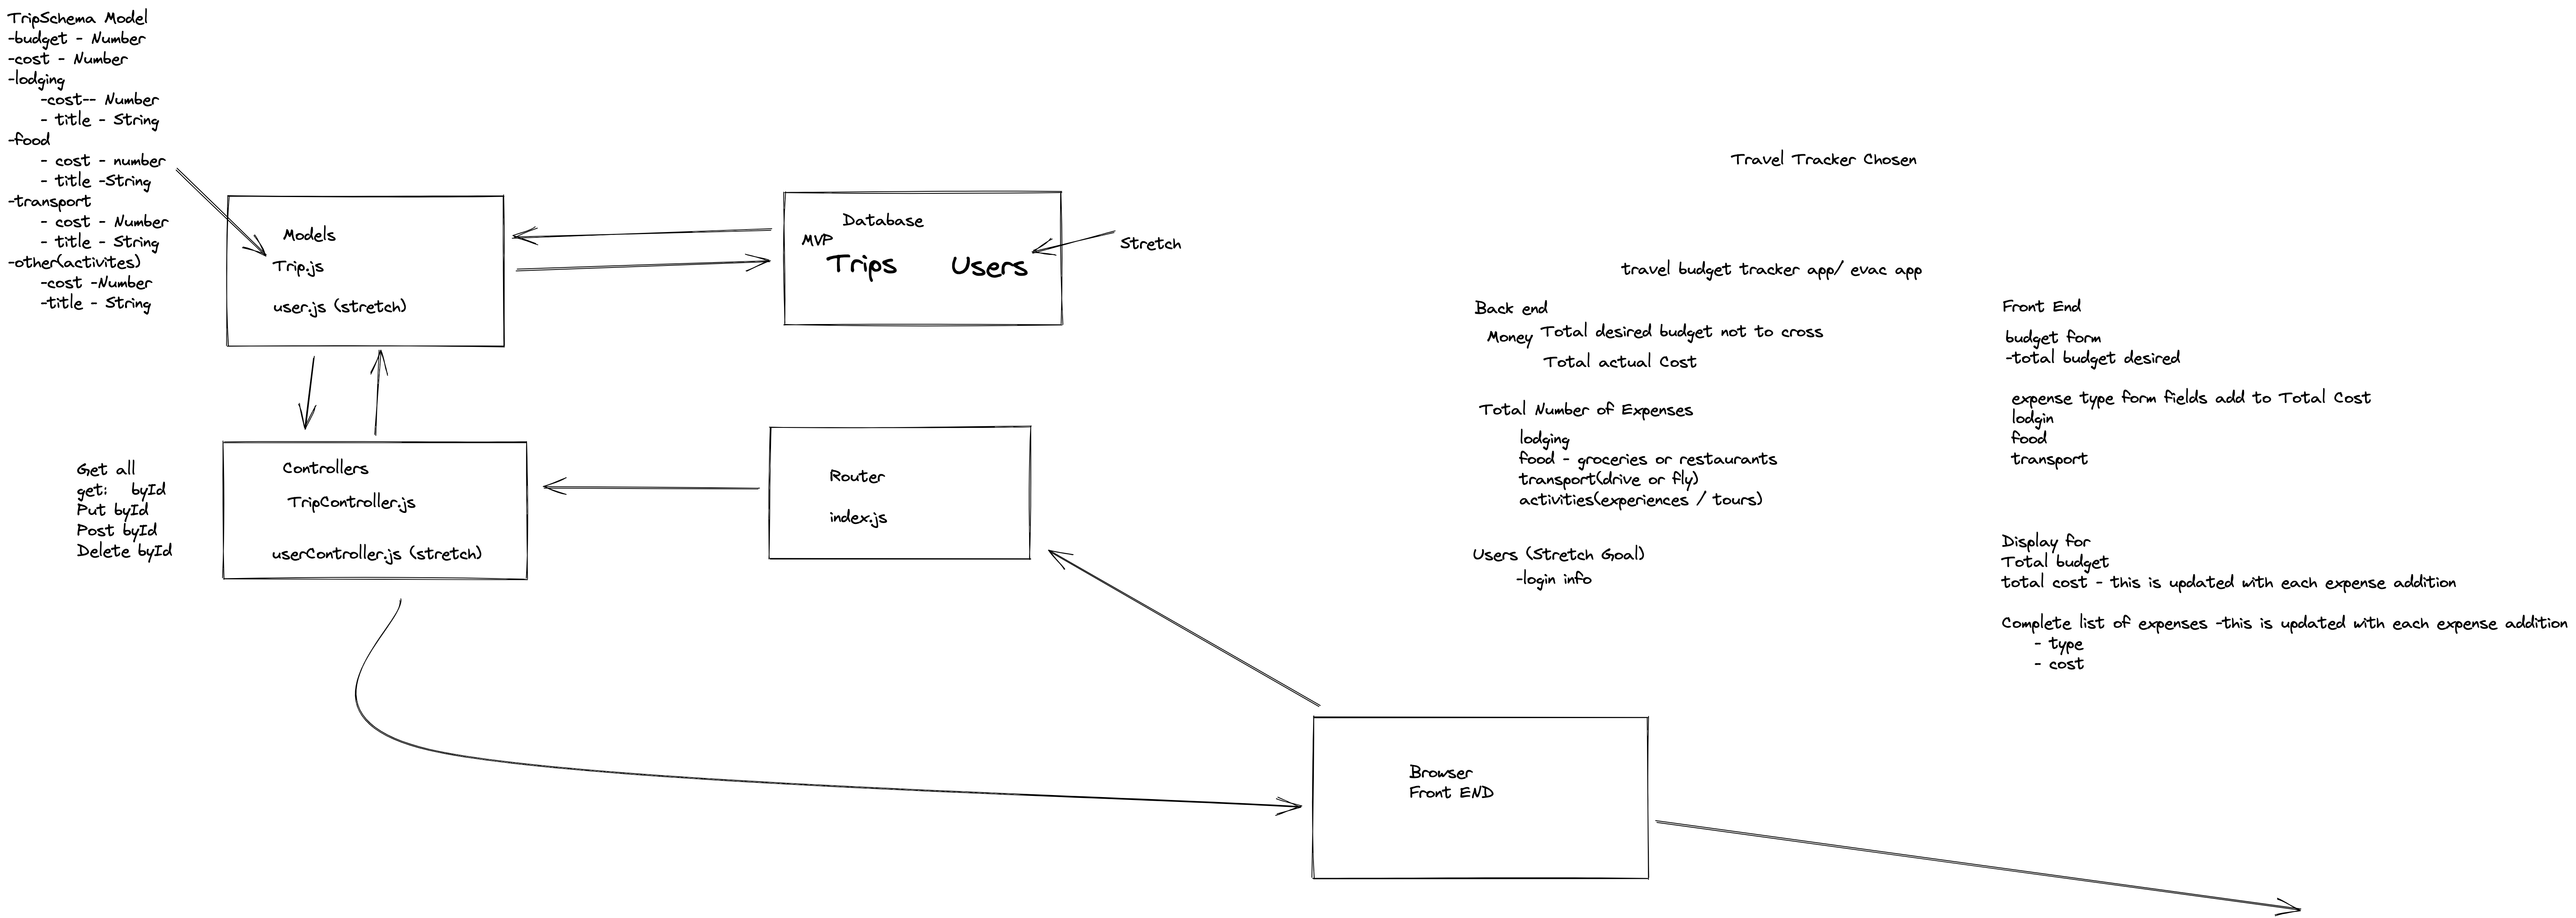 TripSchema Model
-budget - Number
-cost - Number
-lodging
-cost-- Number
- title - String
-food
- cost - number
- title -String
-transport
- cost - Number
- title - String
-other(activites)
-cost -Number
-title - String
Models
Trip.js
user.js (stretch)
Database
MVP
Trips Users
Stretch
Get all
get: byId
Put byId
Post byId
Delete byId
Controllers
TripController.js
userController.js (stretch)
Router
index.js
Browser
Front END
Travel Tracker Chosen
travel budget tracker app/ evac app
Back end
Money Total desired budget not to cross
Total actual Cost
Total Number of Expenses
lodging
food - groceries or restaurants
transport(drive or fly)
activities(experiences / tours)
Users (Stretch Goal)
-login info
Front End
budget form
-total budget desired
expense type form fields add to Total Cost
lodgin
food
transport
Display for
Total budget
total cost - this is updated with each expense addition
Complete list of expenses -this is updated with each expense addition
- type
- cost